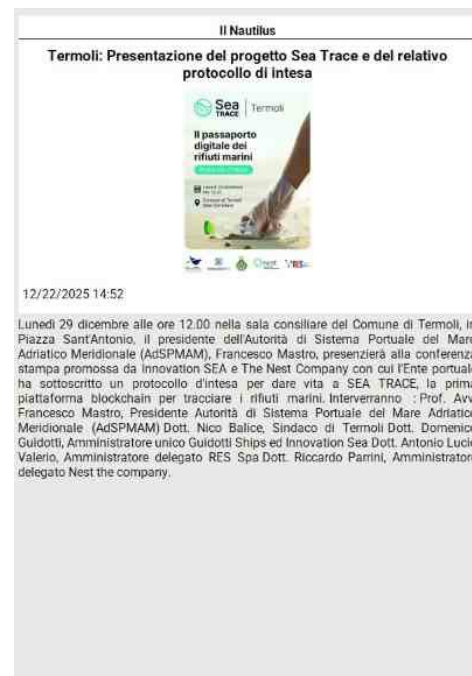 Il Nautilus
Termoli: Presentazione del progetto Sea Trace e del relativo
protocollo di intesa
Sea
TRACE
Termoli
Il passaporto
digitale dei
rifiuti marini
12/22/2025 14:52
Lunedì 29 dicembre alle ore 12.00 nella sala consiliare del Comune di Termoli, in
Piazza Sant'Antonio, il presidente dell'Autorità di Sistema Portuale del Mare
Adriatico Meridionale (AdSPMAM), Francesco Mastro, presenzierà alla conferenza
stampa promossa da Innovation SEA e The Nest Company con cui l'Ente portuale
ha sottoscritto un protocollo d'intesa per dare vita a SEA TRACE, la prima
piattaforma blockchain per tracciare i rifiuti marini. Interverranno : Prof. Avv.
Francesco Mastro, Presidente Autorità di Sistema Portuale del Mare Adriatico
Meridionale (AdSPMAM) Dott. Nico Balice, Sindaco di Termoli Dott. Domenico
Guidotti, Amministratore unico Guidotti Ships ed Innovation Sea Dott. Antonio Lucio
Valerio, Amministratore delegato RES Spa Dott. Riccardo Parrini, Amministratore
delegato Nest the company.